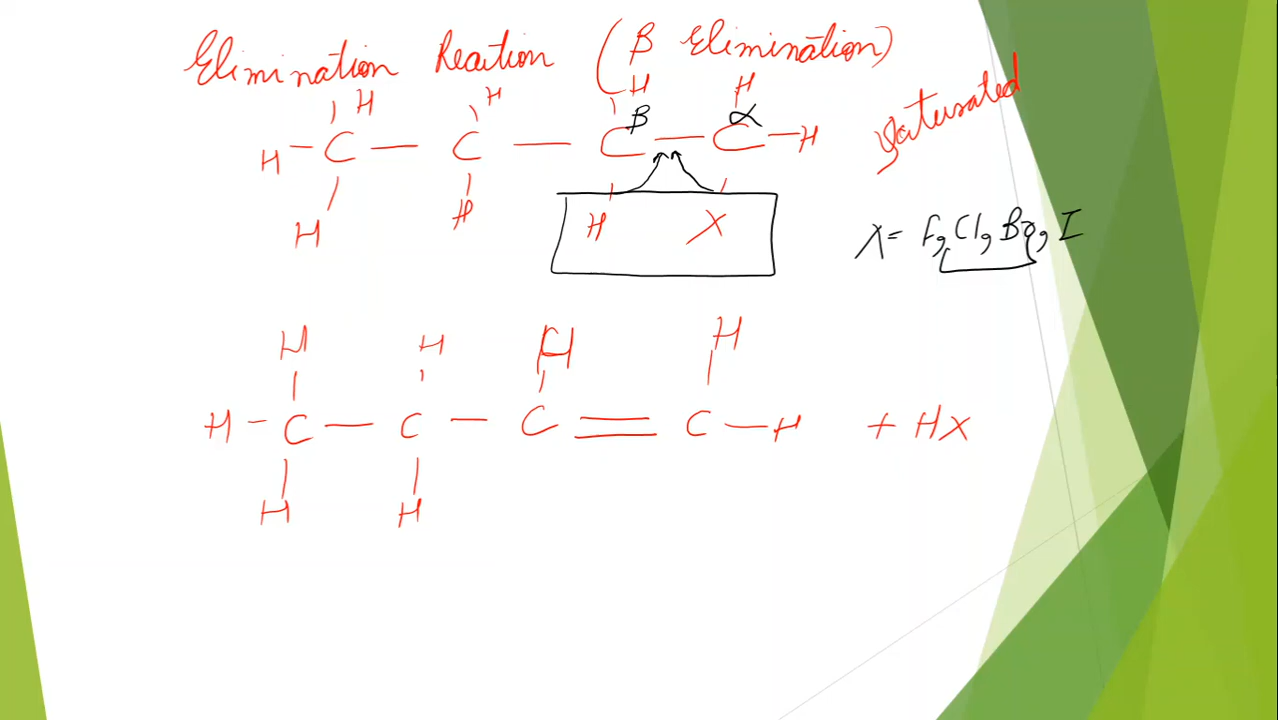 Elimination Reaction (β Elimination)
H H H H
H - C - C - C β - C α - H Saturated
H H H X
X = F, Cl, Br, I
H H H H
H - C - C - C = C - H + HX
H H